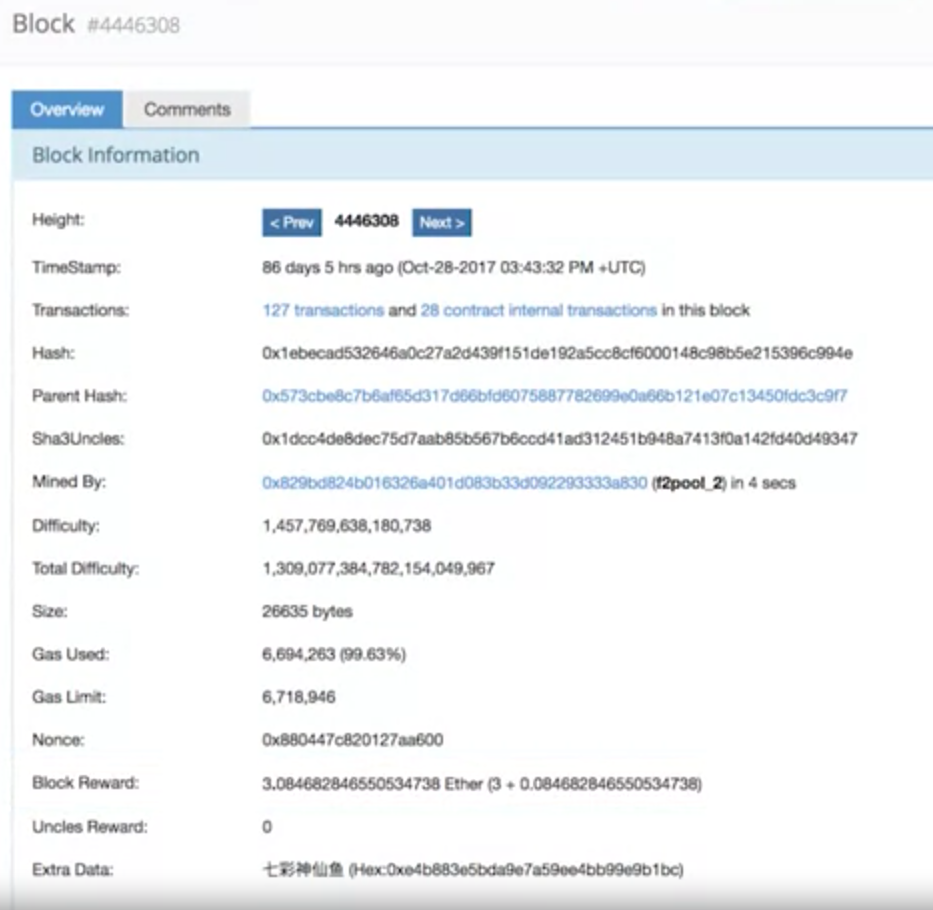 Block #4446308
Overview Comments
Block Information
Height: < Prev 4446308 Next >
TimeStamp: 86 days 5 hrs ago (Oct-28-2017 03:43:32 PM +UTC)
Transactions: 127 transactions and 28 contract internal transactions in this block
Hash: 0x1ebecad532646a0c27a2d439f151de192a5cc8cf6000148c98b5e215396c994e
Parent Hash: 0x573cbe8c7b6af65d317d66bfd6075887782699e0a66b121e07c13450fdc3c9f7
Sha3Uncles: 0x1dcc4de8dec75d7aab85b567b6ccd41ad312451b948a7413f0a142fd40d49347
Mined By: 0x829bd824b016326a401d083b33d092293333a830 (f2pool_2) in 4 secs
Difficulty: 1,457,769,638,180,738
Total Difficulty: 1,309,077,384,782,154,049,967
Size: 26635 bytes
Gas Used: 6,694,263 (99.63%)
Gas Limit: 6,718,946
Nonce: 0x880447c820127aa600
Block Reward: 3.084682846550534738 Ether (3 + 0.084682846550534738)
Uncles Reward: 0
Extra Data: 七彩神仙鱼 (Hex:0xe4b883e5bda9e7a59ee4bb99e9b1bc)